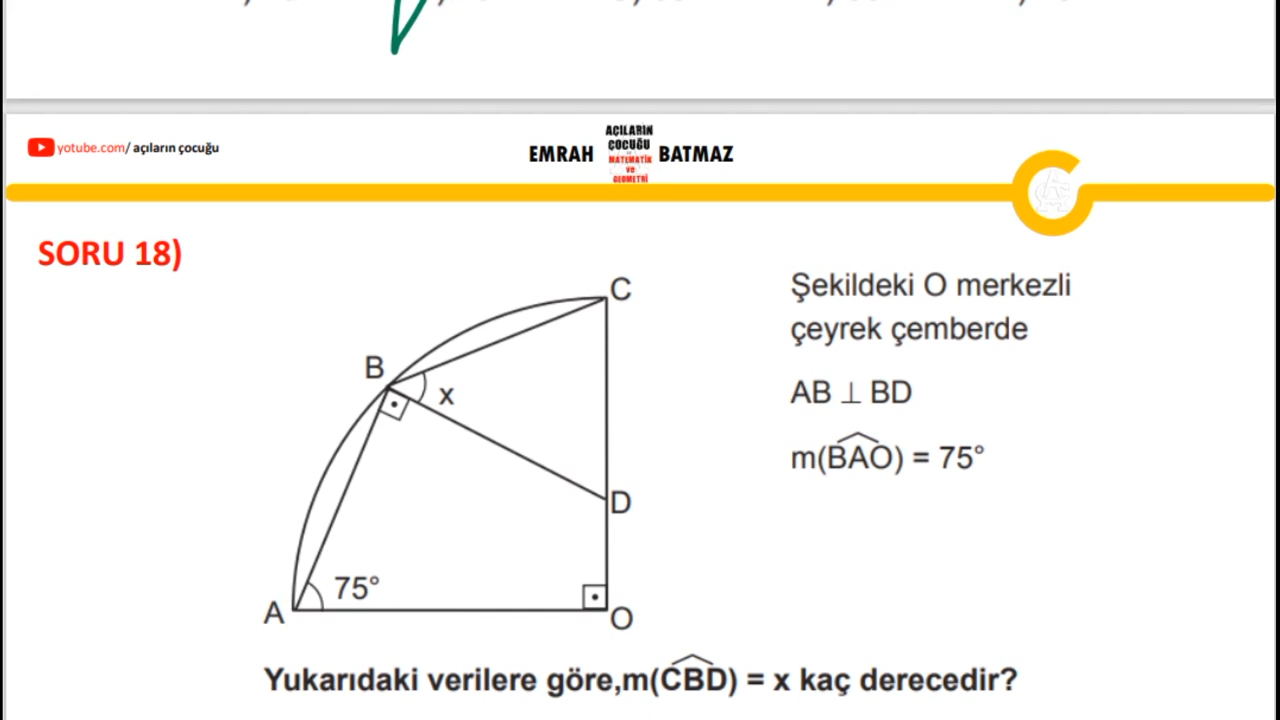 yotube.com/ açıların çocuğu
EMRAH
AÇILARIN
ÇOCUĞU
MATEMATİK
ve
GEOMETRİ
BATMAZ
SORU 18)
C
B
x
D
75°
A
O
Şekildeki O merkezli
çeyrek çemberde
AB ⊥ BD
m(BAO) = 75°
Yukarıdaki verilere göre,m(CBD) = x kaç derecedir?